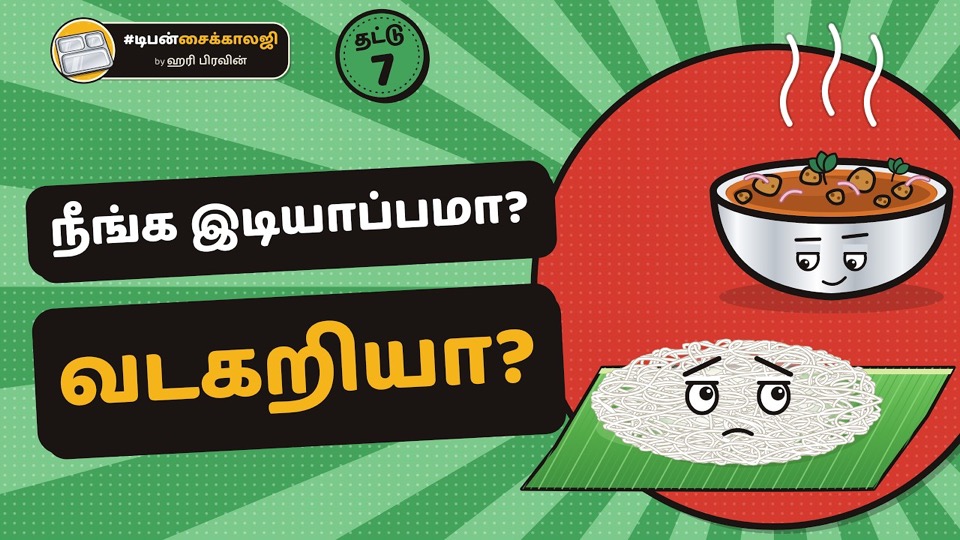 #டிபன்சைக்காலஜி
by ஹரி பிரவின்
தட்டு
7
நீங்க இடியாப்பமா?
வடகறியா?